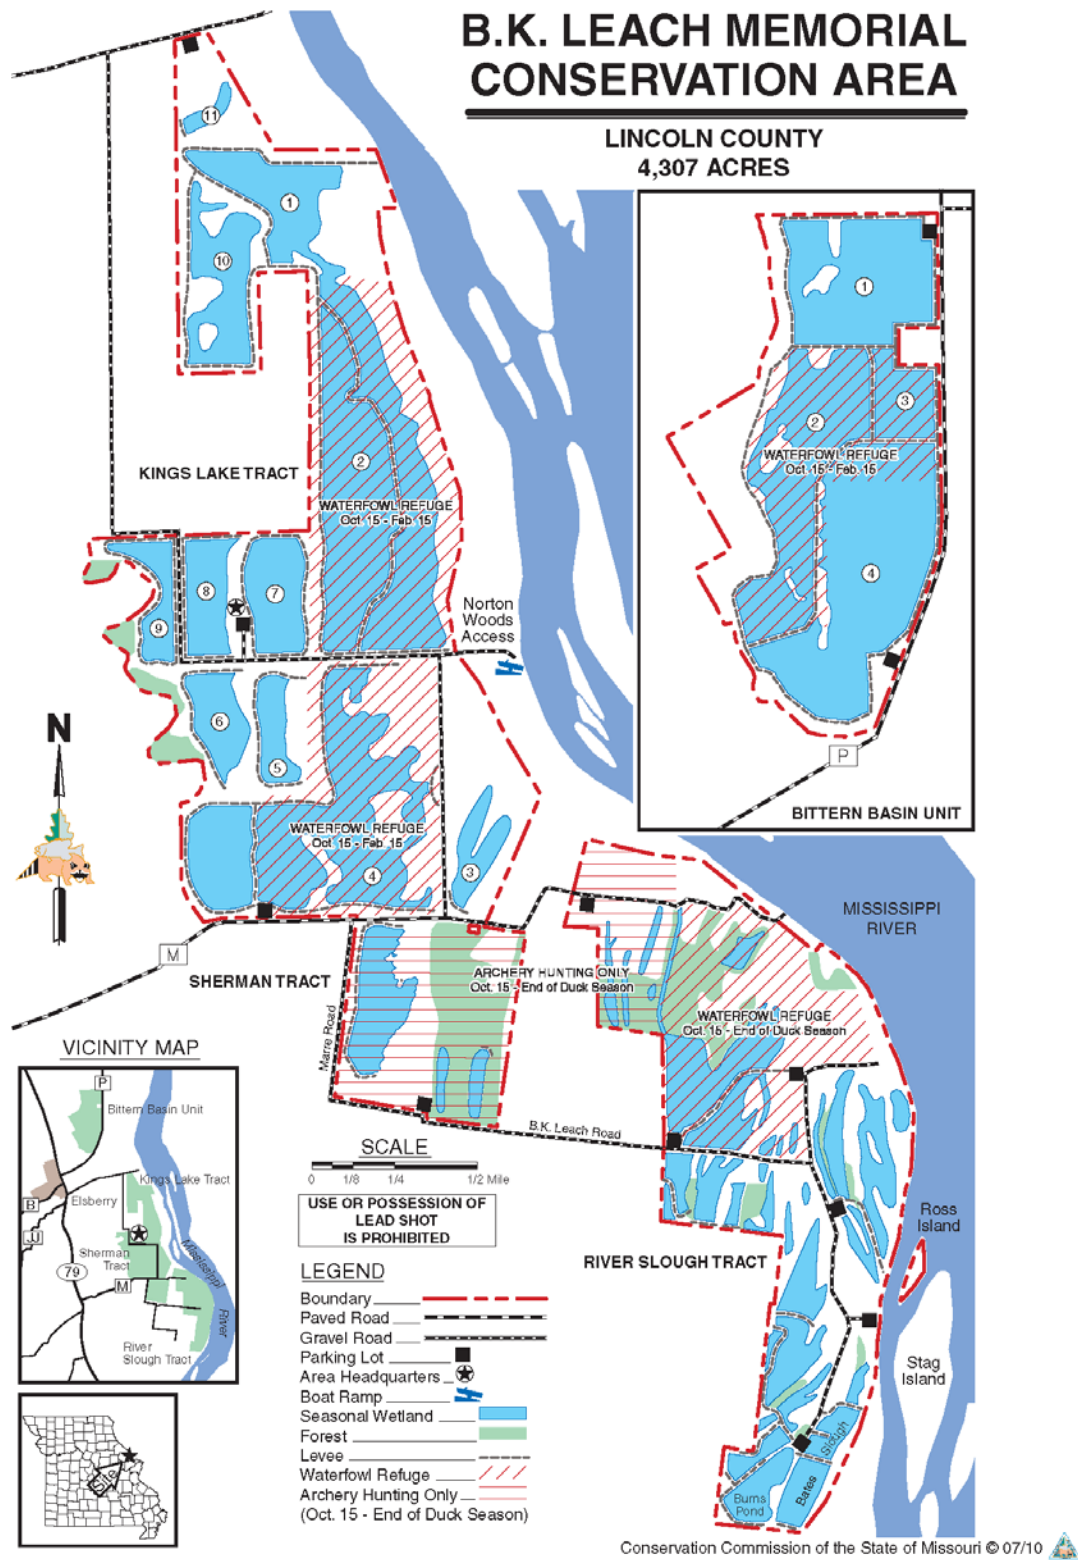 B.K. LEACH MEMORIAL
CONSERVATION AREA
LINCOLN COUNTY
4,307 ACRES
11
1
10
2
KINGS LAKE TRACT
WATERFOWL REFUGE
Oct. 15 - Feb. 15
8
7
9
Norton
Woods
Access
6
5
N
WATERFOWL REFUGE
Oct. 15 - Feb. 15
4
3
M
SHERMAN TRACT
1
3
2
WATERFOWL REFUGE
Oct. 15 - Feb. 15
4
P
BITTERN BASIN UNIT
MISSISSIPPI
RIVER
ARCHERY HUNTING ONLY
Oct. 15 - End of Duck Season
WATERFOWL REFUGE
Oct. 15 - End of Duck Season
Marre Road
B.K. Leach Road
RIVER SLOUGH TRACT
Ross
Island
Stag
Island
Bates
Slough
Burns
Pond
VICINITY MAP
P
Bittern Basin Unit
Kings Lake Tract
B
Elsberry
JJ
Sherman
Tract
79
M
Mississippi
River
River
Slough Tract
Site
SCALE
0 1/8 1/4 1/2 Mile
USE OR POSSESSION OF
LEAD SHOT
IS PROHIBITED
LEGEND
Boundary
Paved Road
Gravel Road
Parking Lot
Area Headquarters
Boat Ramp
Seasonal Wetland
Forest
Levee
Waterfowl Refuge
Archery Hunting Only
(Oct. 15 - End of Duck Season)
Conservation Commission of the State of Missouri © 07/10